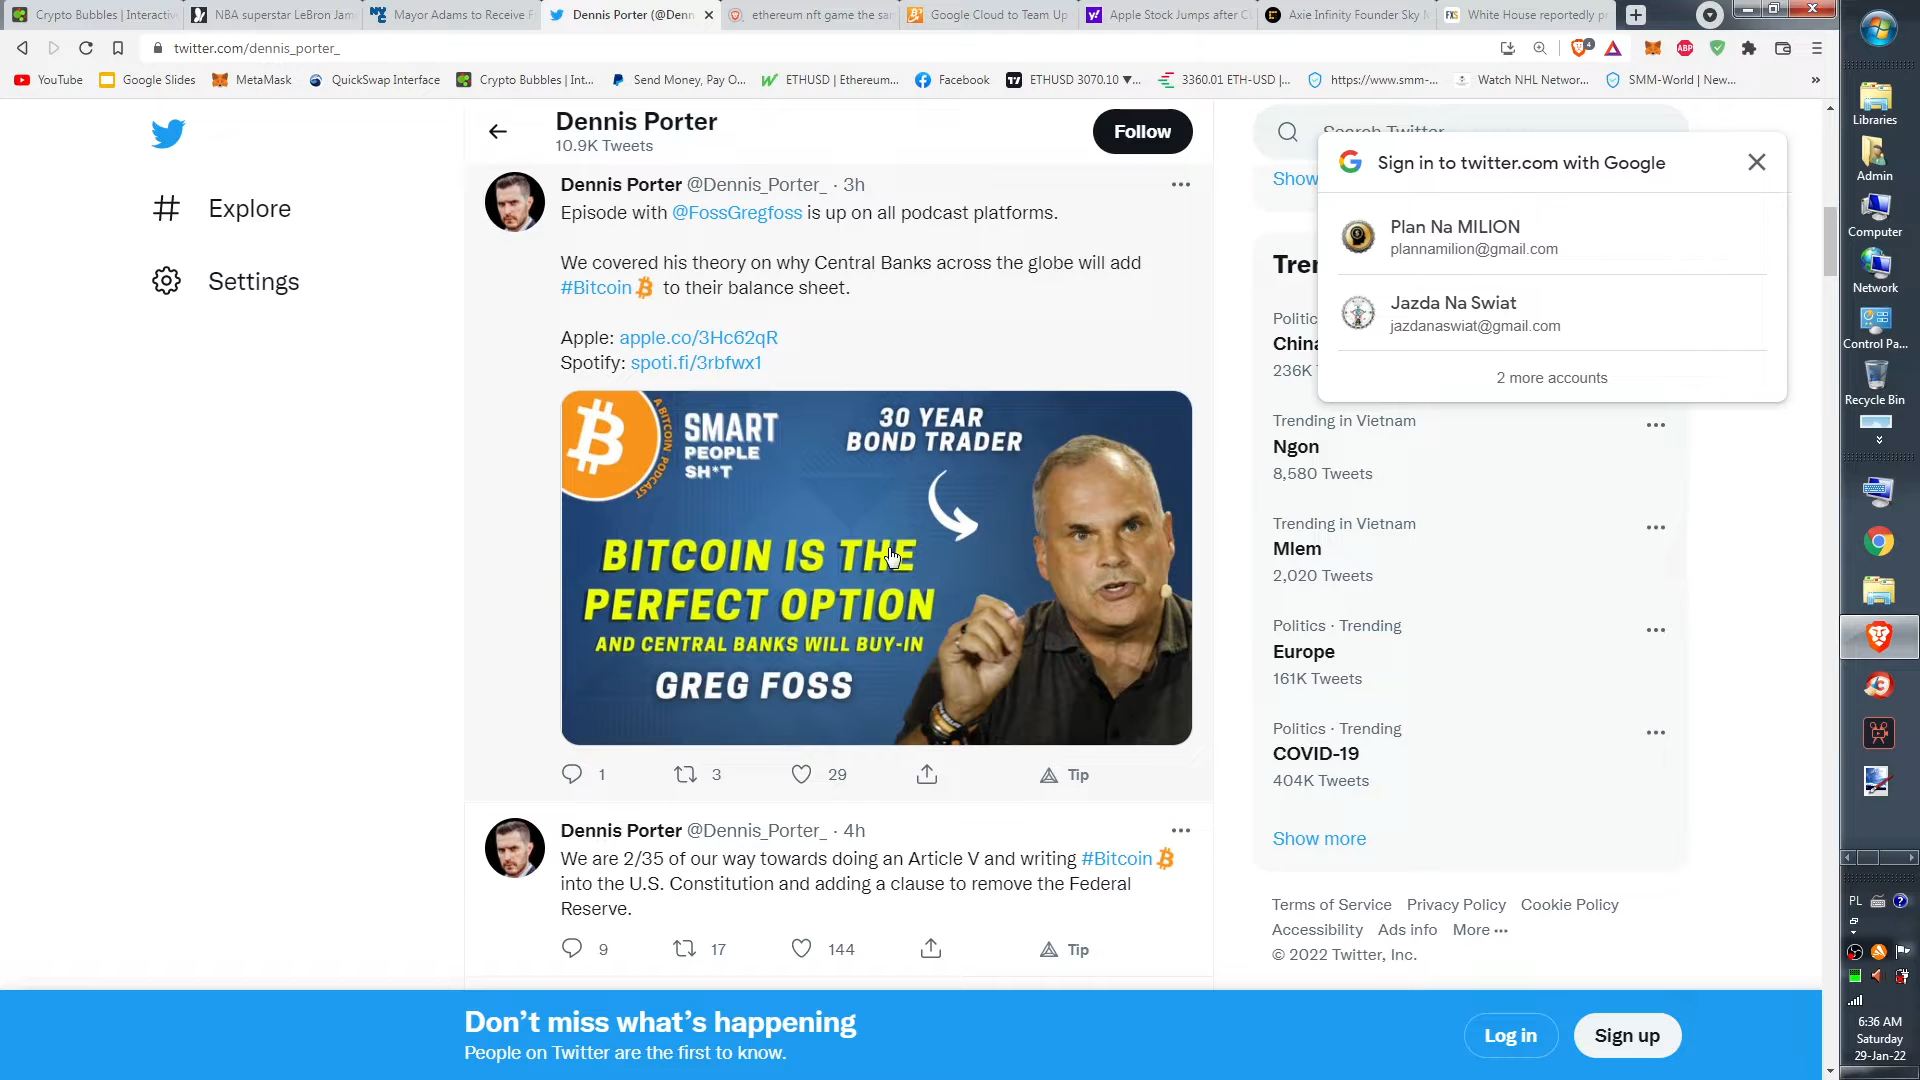 Crypto Bubbles | Interactiv
NBA superstar LeBron Jam
Mayor Adams to Receive F
Dennis Porter (@Denn
ethereum nft game the sa
Google Cloud to Team Up
Apple Stock Jumps after C
Axie Infinity Founder Sky
White House reportedly p
twitter.com/dennis_porter_
YouTube
Google Slides
MetaMask
QuickSwap Interface
Crypto Bubbles | Int...
Send Money, Pay O...
ETHUSD | Ethereum...
Facebook
ETHUSD 3070.10 ▼...
3360.01 ETH-USD |...
https://www.smm-...
Watch NHL Networ...
SMM-World | New...
»
Explore
Settings
Dennis Porter
10.9K Tweets
Follow
Dennis Porter @Dennis_Porter_ · 3h
Episode with @FossGregfoss is up on all podcast platforms.
We covered his theory on why Central Banks across the globe will add
#Bitcoin to their balance sheet.
Apple: apple.co/3Hc62qR
Spotify: spoti.fi/3rbfwx1
A BITCOIN PODCAST
SMART
PEOPLE
SH*T
30 YEAR
BOND TRADER
BITCOIN IS THE
PERFECT OPTION
AND CENTRAL BANKS WILL BUY-IN
GREG FOSS
1
3
29
Tip
Dennis Porter @Dennis_Porter_ · 4h
We are 2/35 of our way towards doing an Article V and writing #Bitcoin
into the U.S. Constitution and adding a clause to remove the Federal
Reserve.
9
17
144
Tip
Search Twitter
Show
Sign in to twitter.com with Google
Plan Na MILION
plannamilion@gmail.com
Jazda Na Swiat
jazdanaswiat@gmail.com
2 more accounts
Trending in Vietnam
Ngon
8,580 Tweets
Trending in Vietnam
Mlem
2,020 Tweets
Politics · Trending
Europe
161K Tweets
Politics · Trending
COVID-19
404K Tweets
Show more
Terms of Service Privacy Policy Cookie Policy
Accessibility Ads info More ···
© 2022 Twitter, Inc.
Don't miss what's happening
People on Twitter are the first to know.
Log in
Sign up
Libraries
Admin
Computer
Network
Control Pa...
Recycle Bin
PL
6:36 AM
Saturday
29-Jan-22